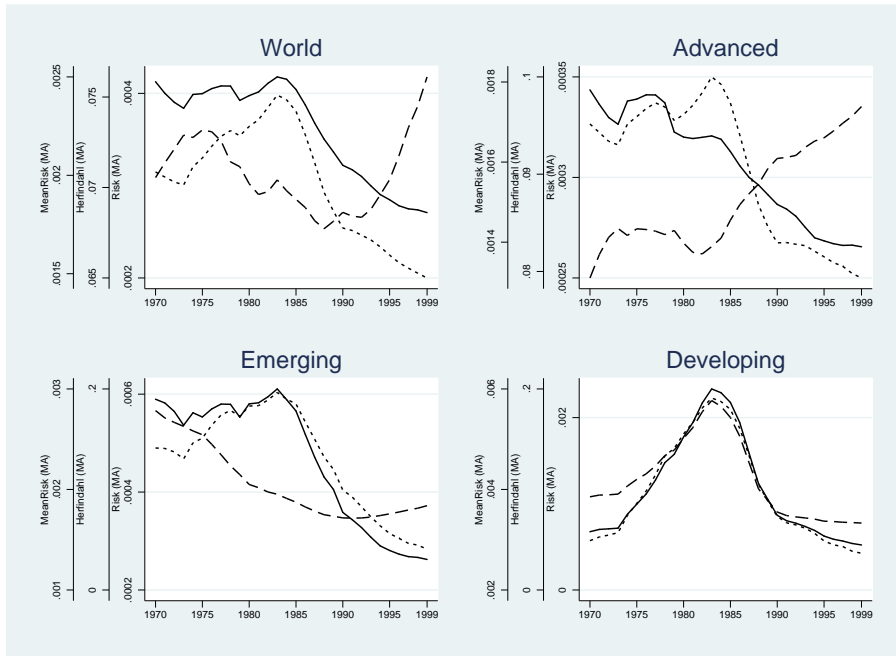 World
MeanRisk (MA)
.0015 .002 .0025
Herfindahl (MA)
.065 .07 .075
Risk (MA)
.0002 .0004
1970 1975 1980 1985 1990 1995 1999
Advanced
MeanRisk (MA)
.0014 .0016 .0018
Herfindahl (MA)
.08 .09 .1
Risk (MA)
.00025 .0003 .00035
1970 1975 1980 1985 1990 1995 1999
Emerging
MeanRisk (MA)
.001 .002 .003
Herfindahl (MA)
0 .2
Risk (MA)
.0002 .0004 .0006
1970 1975 1980 1985 1990 1995 1999
Developing
MeanRisk (MA)
.002 .004 .006
Herfindahl (MA)
0 .2
Risk (MA)
0 .002
1970 1975 1980 1985 1990 1995 1999